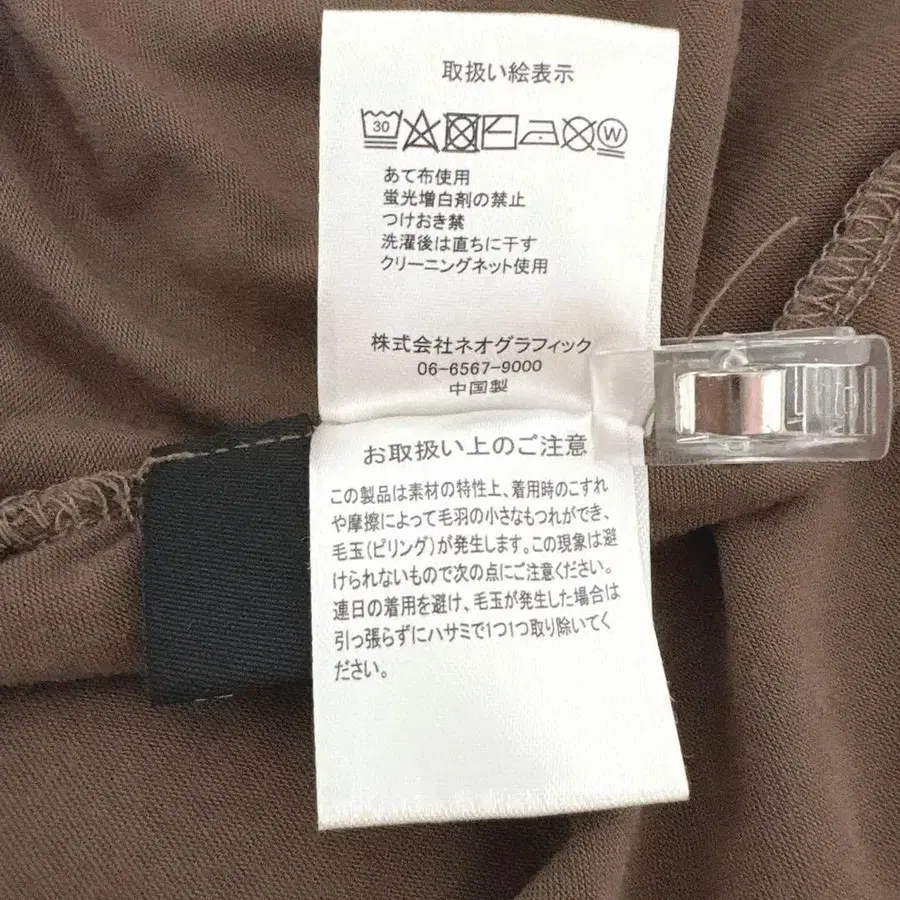 取扱い絵表示
30 W
あて布使用
蛍光増白剤の禁止
つけおき禁
洗濯後は直ちに干す
クリーニングネット使用
株式会社ネオグラフィック
06-6567-9000
中国製
お取扱い上のご注意
この製品は素材の特性上、着用時のこすれ
や摩擦によって毛羽の小さなもつれができ、
毛玉(ピリング)が発生します。この現象は避
けられないもので次の点にご注意ください。
連日の着用を避け、毛玉が発生した場合は
引っ張らずにハサミで1つ1つ取り除いてく
ださい。